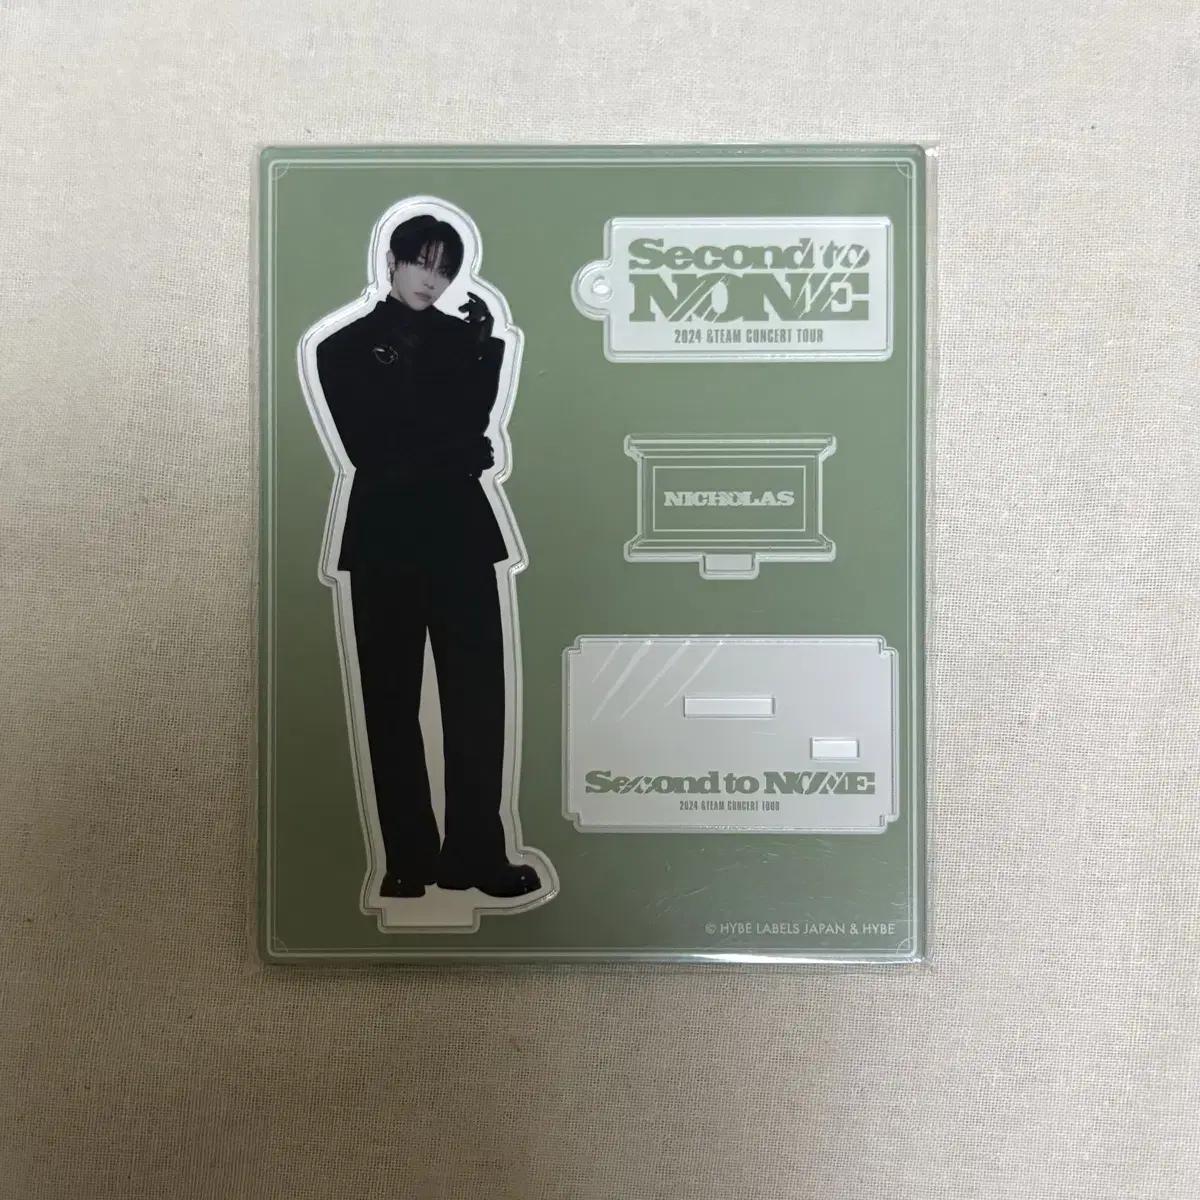 Second to
NONE
2024 &TEAM CONCERT TOUR
NICHOLAS
Second to NONE
2024 &TEAM CONCERT TOUR
© HYBE LABELS JAPAN & HYBE